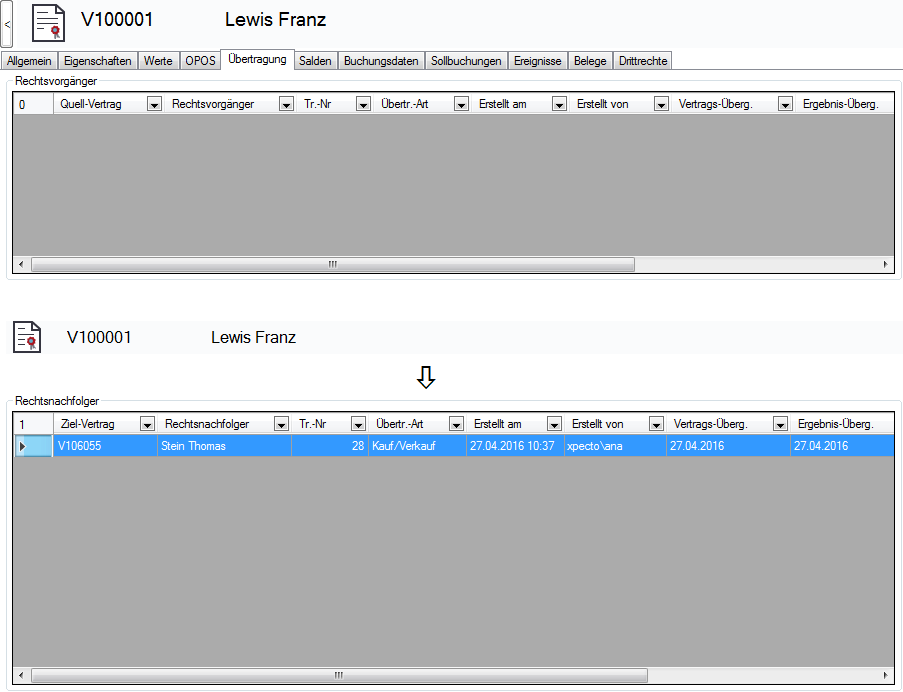 <
V100001 Lewis Franz
Allgemein Eigenschaften Werte OPOS Übertragung Salden Buchungsdaten Sollbuchungen Ereignisse Belege Drittrechte
Rechtsvorgänger
0 Quell-Vertrag Rechtsvorgänger Tr.-Nr Übertr.-Art Erstellt am Erstellt von Vertrags-Überg. Ergebnis-Überg.
V100001 Lewis Franz
Rechtsnachfolger
1 Ziel-Vertrag Rechtsnachfolger Tr.-Nr Übertr.-Art Erstellt am Erstellt von Vertrags-Überg. Ergebnis-Überg.
V106055 Stein Thomas 28 Kauf/Verkauf 27.04.2016 10:37 xpecto\ana 27.04.2016 27.04.2016